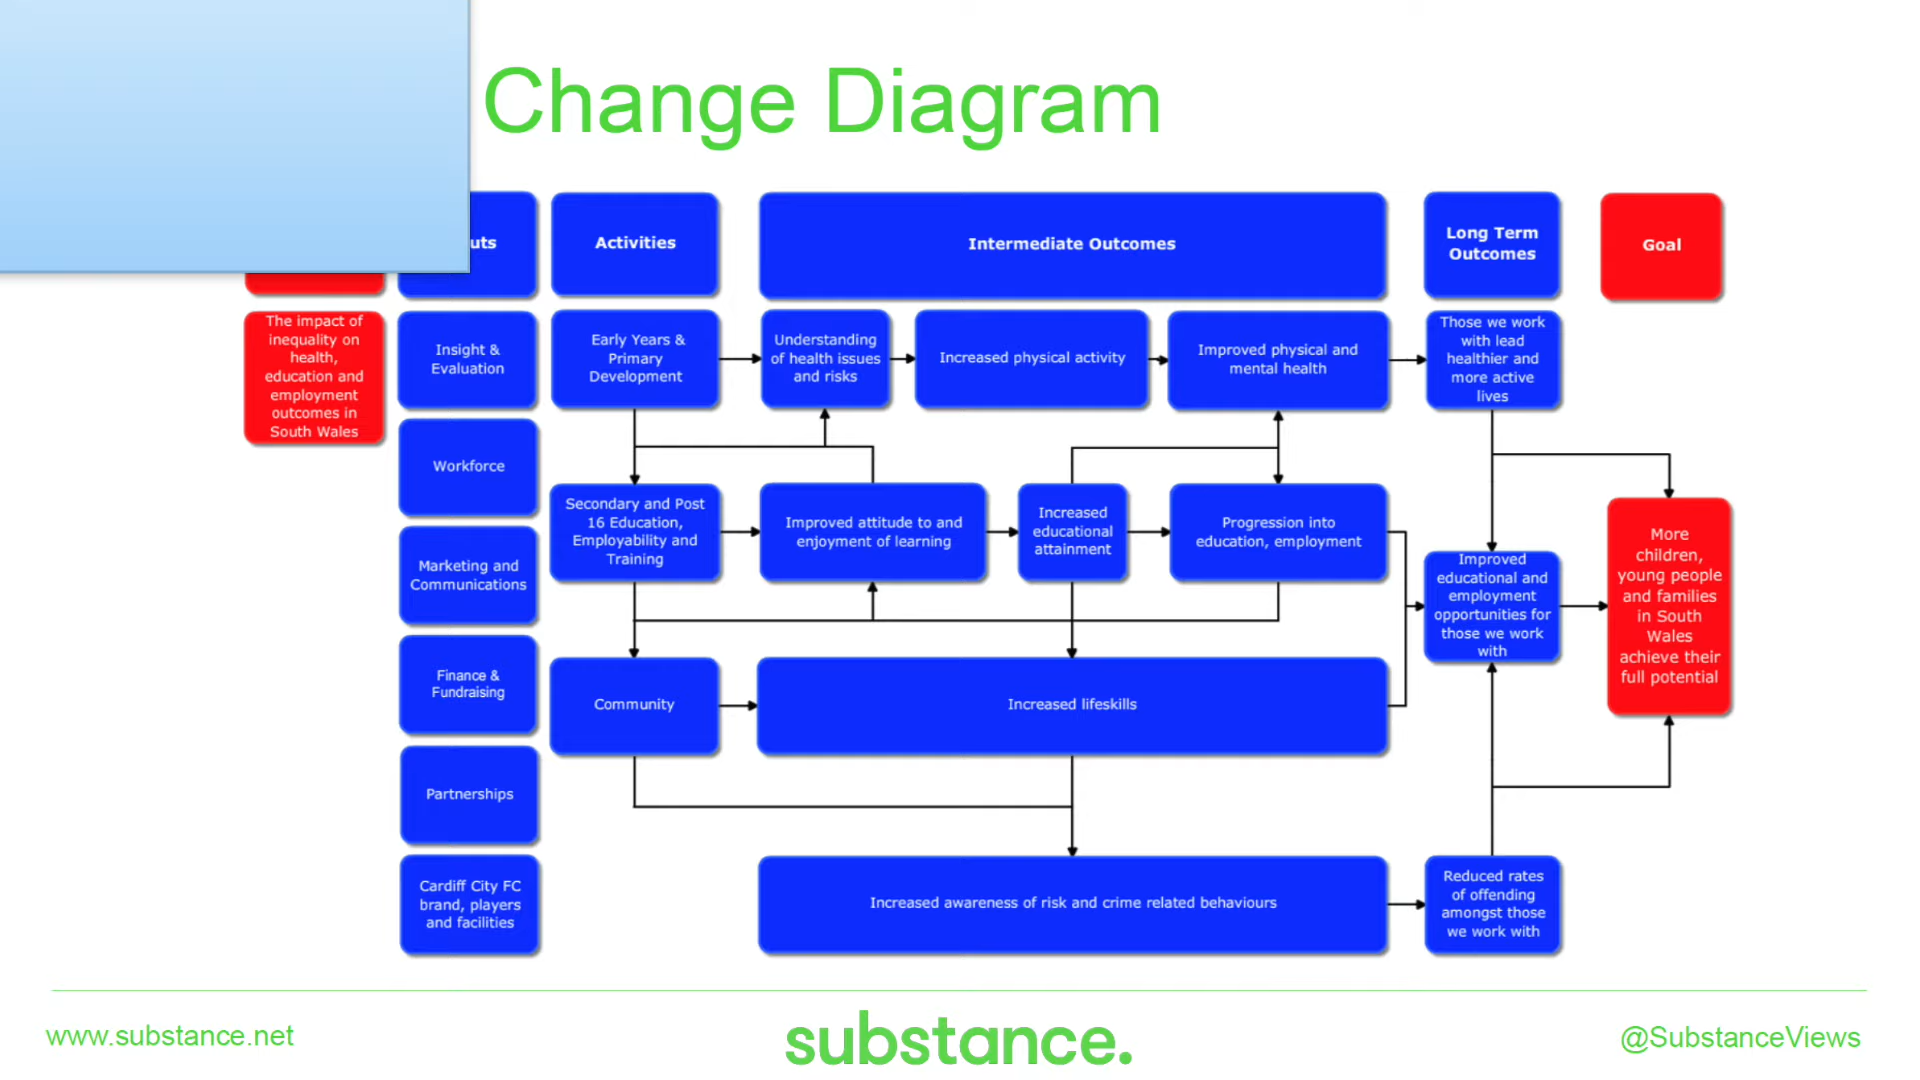 Change Diagram
Activities
Intermediate Outcomes
Long Term
Outcomes
Goal
The impact of
inequality on
health,
education and
employment
outcomes in
South Wales
Insight &
Evaluation
Workforce
Marketing and
Communications
Finance &
Fundraising
Partnerships
Cardiff City FC
brand, players
and facilities
Early Years &
Primary
Development
Understanding
of health issues
and risks
Increased physical activity
Improved physical and
mental health
Those we work
with lead
healthier and
more active
lives
Secondary and Post
16 Education,
Employability and
Training
Improved attitude to and
enjoyment of learning
Increased
educational
attainment
Progression into
education, employment
Improved
educational and
employment
opportunities for
those we work
with
More
children,
young people
and families
in South
Wales
achieve their
full potential
Community
Increased lifeskills
Increased awareness of risk and crime related behaviours
Reduced rates
of offending
amongst those
we work with
www.substance.net
substance.
@SubstanceViews